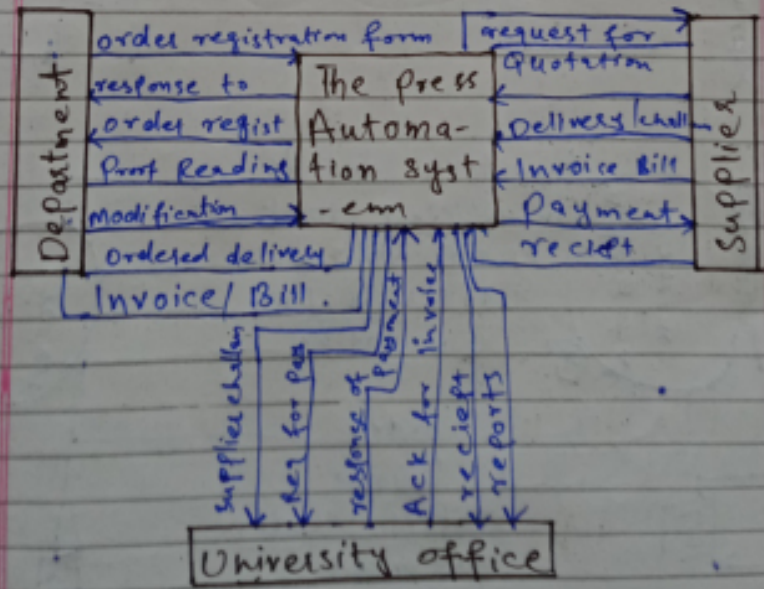 Department
order registration form
response to
order regist
Proof Reading
modification
ordered delivery
Invoice/ Bill.
The press
Automa-
tion syst
-em
request for
Quotation
Delivery/chall
Invoice Bill
Payment
reciept
Supplier
supplier challan
Req for pay
response of
payment
Ack for invoice
reciept
reports
University office